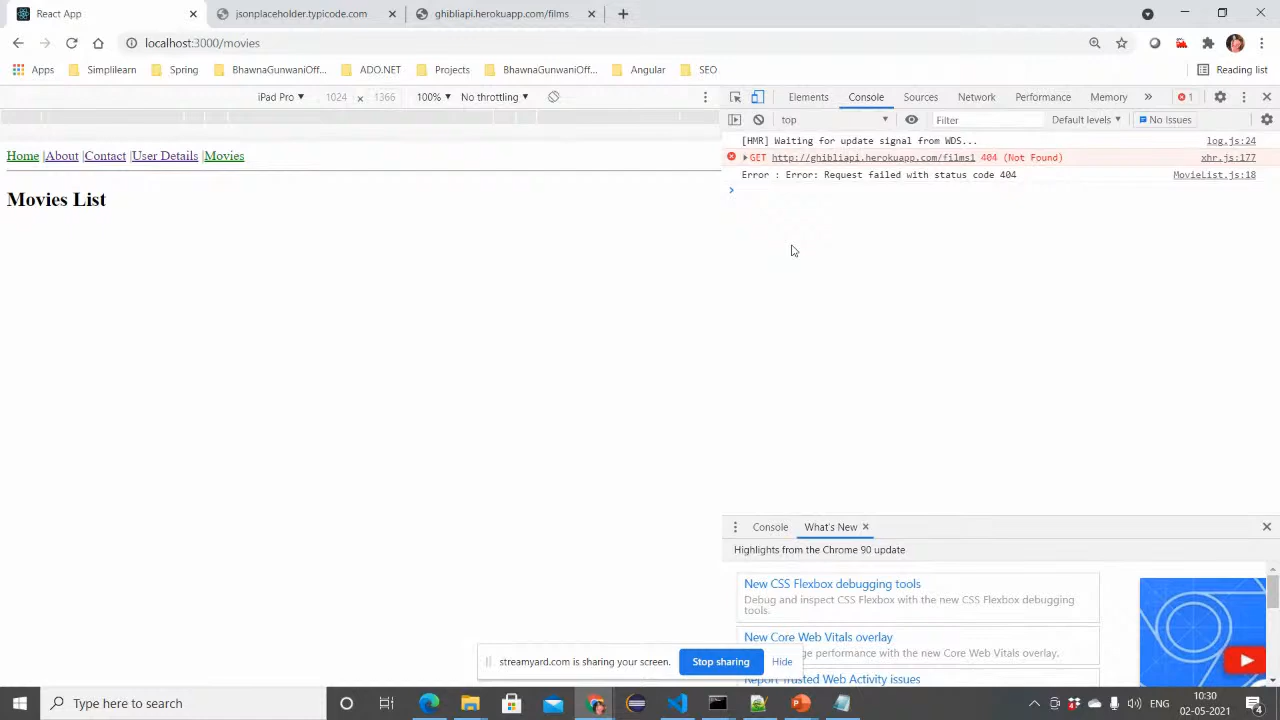 React App
jsonplaceholder.typicode.com
ghibliapi.herokuapp.com/films
localhost:3000/movies
Apps
Simplilearn
Spring
BhawnaGunwaniOff...
ADO.NET
Projects
BhawnaGunwaniOff...
Angular
SEO
Reading list
iPad Pro ▼ 1024 × 1366 100% ▼ No throttling ▼
Elements Console Sources Network Performance Memory » 1
top Filter Default levels ▼ No Issues
Home |About |Contact |User Details |Movies
Movies List
[HMR] Waiting for update signal from WDS... log.js:24
GET http://ghibliapi.herokuapp.com/films1 404 (Not Found) xhr.js:177
Error : Error: Request failed with status code 404 MovieList.js:18
Console What's New ×
Highlights from the Chrome 90 update
New CSS Flexbox debugging tools
Debug and inspect CSS Flexbox with the new CSS Flexbox debugging
tools.
New Core Web Vitals overlay
ge performance with the new Core Web Vitals overlay.
Report Trusted Web Activity issues
streamyard.com is sharing your screen. Stop sharing Hide
Type here to search
ENG
10:30
02-05-2021
4